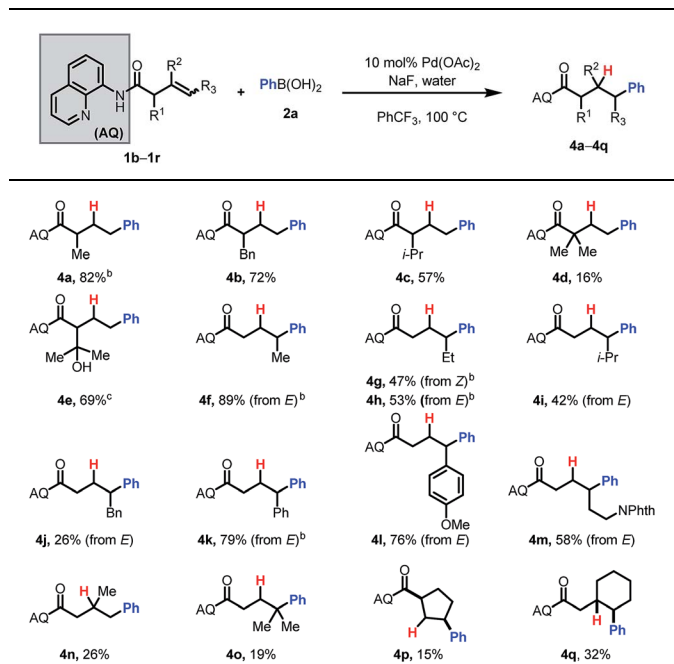 O
R²
R₃
NH
R¹
N
(AQ)
1b–1r
+
PhB(OH)₂
2a
10 mol% Pd(OAc)₂
NaF, water
PhCF₃, 100 °C
O
R²
H
Ph
AQ
R¹
R₃
4a–4q
O
H
AQ
Ph
Me
4a, 82%ᵇ
O
H
AQ
Ph
Bn
4b, 72%
O
H
AQ
Ph
i-Pr
4c, 57%
O
H
AQ
Ph
Me
Me
4d, 16%
O
H
AQ
Ph
Me
Me
OH
4e, 69%ᶜ
O
H
AQ
Ph
Me
4f, 89% (from E)ᵇ
O
H
AQ
Ph
Et
4g, 47% (from Z)ᵇ
4h, 53% (from E)ᵇ
O
H
AQ
Ph
i-Pr
4i, 42% (from E)
O
H
AQ
Ph
Bn
4j, 26% (from E)
O
H
AQ
Ph
Ph
4k, 79% (from E)ᵇ
O
H
AQ
Ph
OMe
4l, 76% (from E)
O
H
AQ
Ph
NPhth
4m, 58% (from E)
O
H
Me
AQ
Ph
4n, 26%
O
H
AQ
Ph
Me
Me
4o, 19%
O
AQ
H
Ph
4p, 15%
O
AQ
H
Ph
4q, 32%